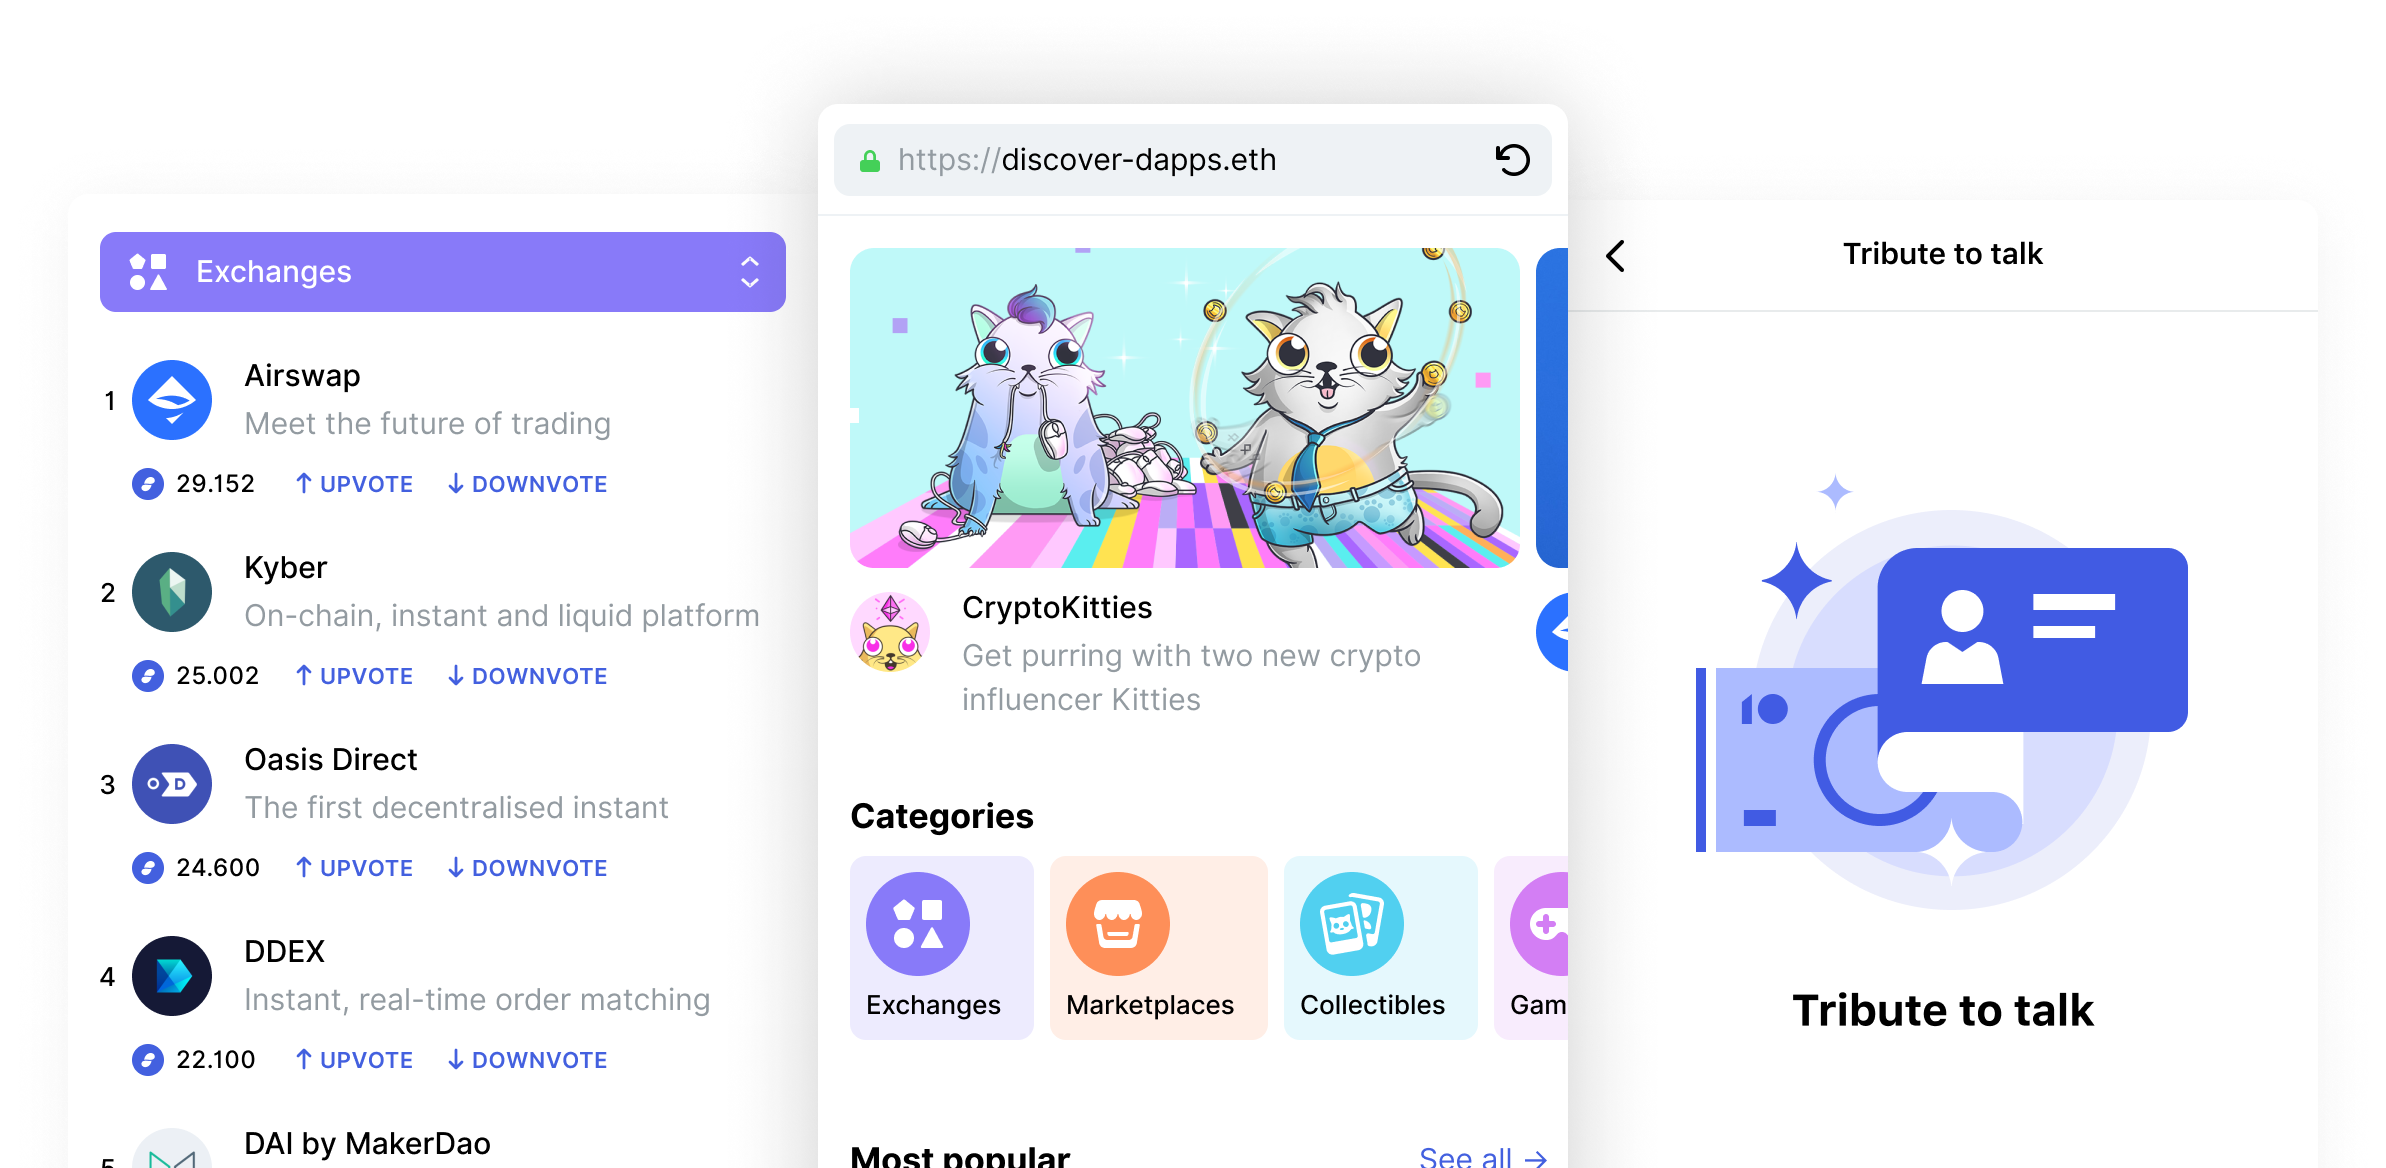 Exchanges
1
Airswap
Meet the future of trading
29.152
↑ UPVOTE
↓ DOWNVOTE
2
Kyber
On-chain, instant and liquid platform
25.002
↑ UPVOTE
↓ DOWNVOTE
3
Oasis Direct
The first decentralised instant
24.600
↑ UPVOTE
↓ DOWNVOTE
4
DDEX
Instant, real-time order matching
22.100
↑ UPVOTE
↓ DOWNVOTE
5
DAI by MakerDao
https://discover-dapps.eth
CryptoKitties
Get purring with two new crypto
influencer Kitties
Categories
Exchanges
Marketplaces
Collectibles
Gam
Most popular
See all →
Tribute to talk
10
Tribute to talk